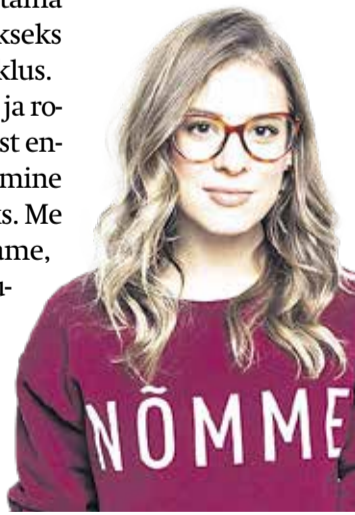 kseks
klus.
ja ro-
st en-
mine
s. Me
ame,
u-
NÕMME